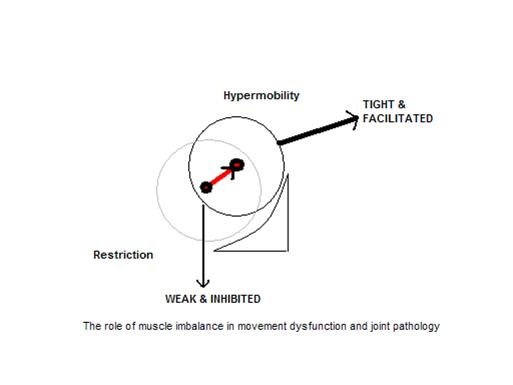 Hypermobility
TIGHT &
FACILITATED
Restriction
WEAK & INHIBITED
The role of muscle imbalance in movement dysfunction and joint pathology